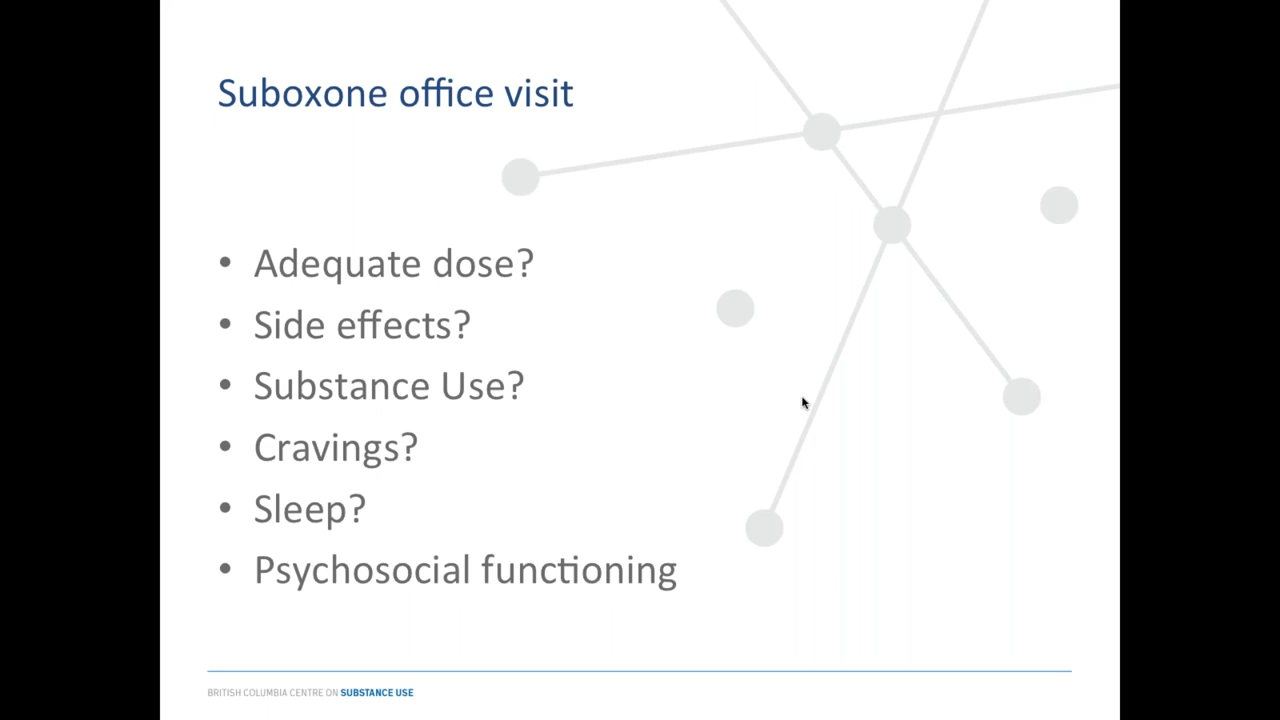 Suboxone office visit
• Adequate dose?
• Side effects?
• Substance Use?
• Cravings?
• Sleep?
• Psychosocial functioning
BRITISH COLUMBIA CENTRE ON SUBSTANCE USE